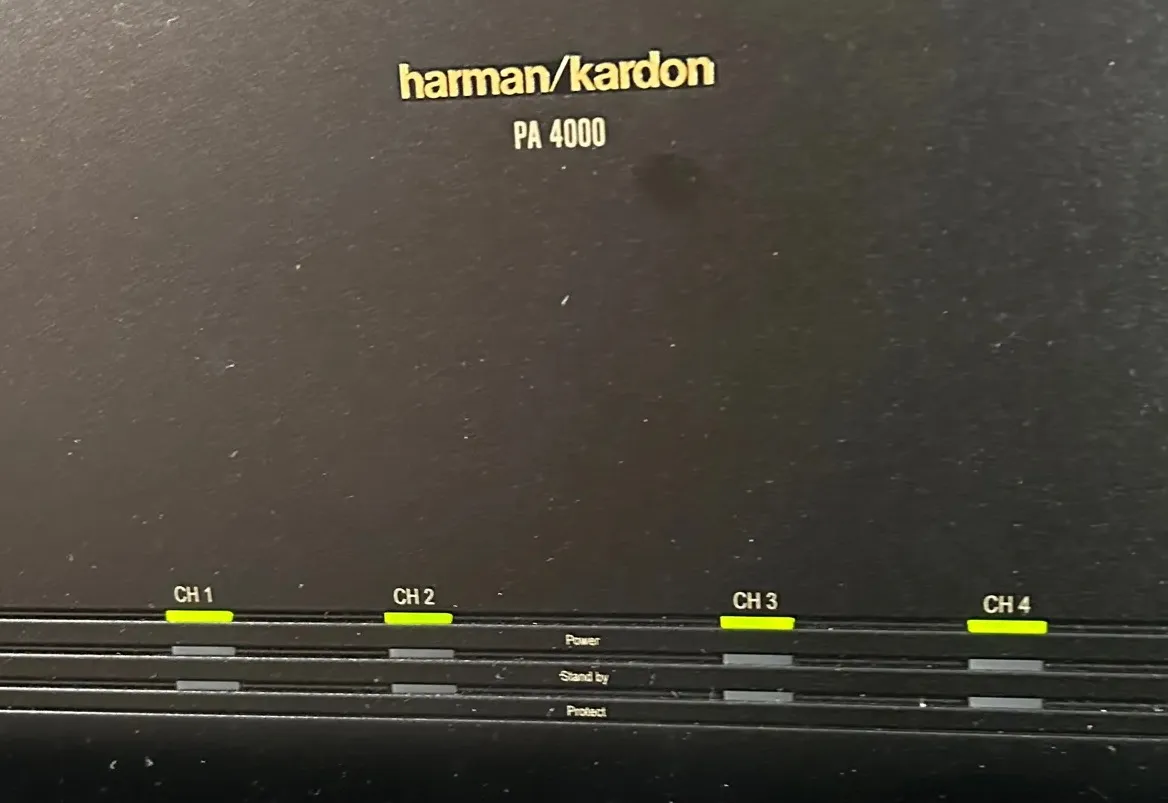 harman/kardon
PA 4000
CH 1 CH 2 CH 3 CH 4
Power
Stand by
Protect